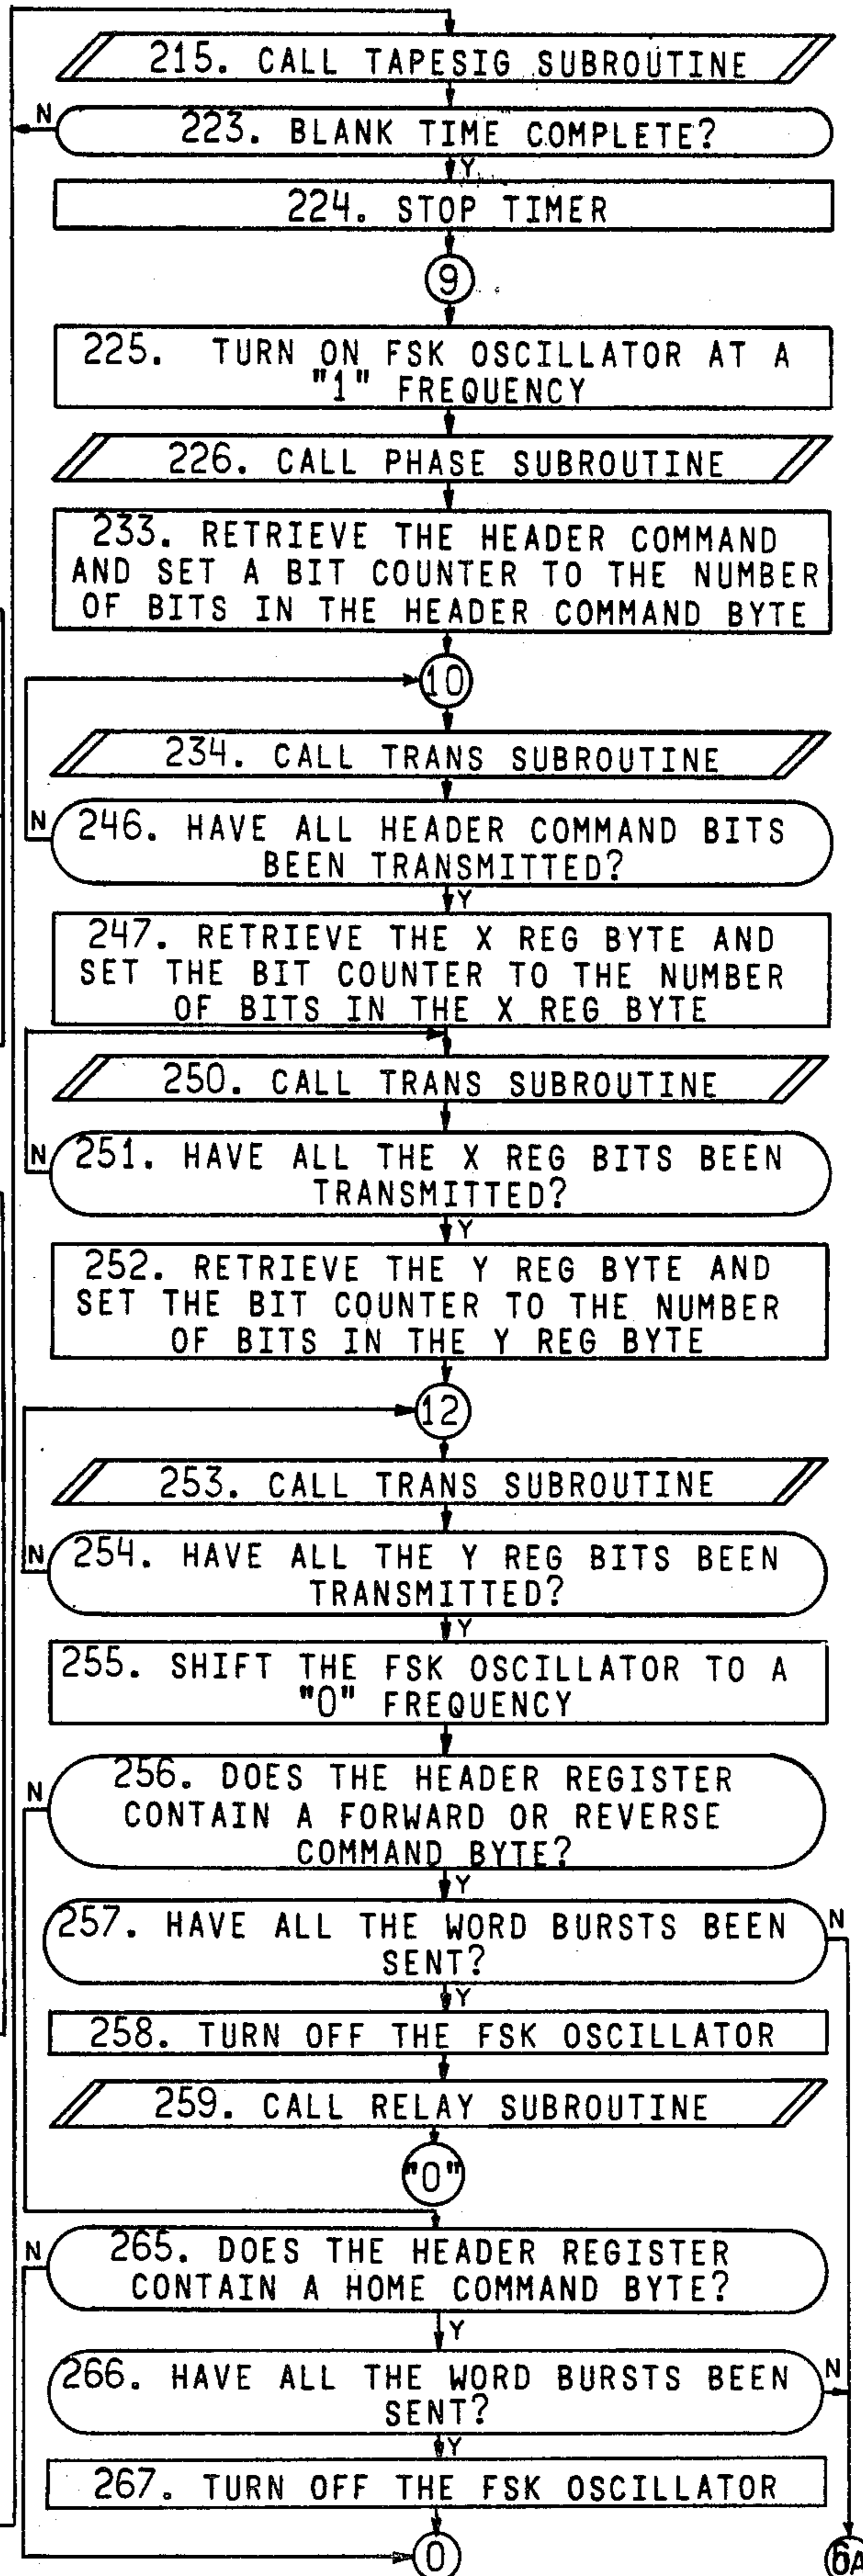 215. CALL TAPESIG SUBROUTINE
N
223. BLANK TIME COMPLETE?
Y
224. STOP TIMER
9
225. TURN ON FSK OSCILLATOR AT A
"1" FREQUENCY
226. CALL PHASE SUBROUTINE
233. RETRIEVE THE HEADER COMMAND
AND SET A BIT COUNTER TO THE NUMBER
OF BITS IN THE HEADER COMMAND BYTE
10
234. CALL TRANS SUBROUTINE
N
246. HAVE ALL HEADER COMMAND BITS
BEEN TRANSMITTED?
Y
247. RETRIEVE THE X REG BYTE AND
SET THE BIT COUNTER TO THE NUMBER
OF BITS IN THE X REG BYTE
250. CALL TRANS SUBROUTINE
N
251. HAVE ALL THE X REG BITS BEEN
TRANSMITTED?
Y
252. RETRIEVE THE Y REG BYTE AND
SET THE BIT COUNTER TO THE NUMBER
OF BITS IN THE Y REG BYTE
12
253. CALL TRANS SUBROUTINE
N
254. HAVE ALL THE Y REG BITS BEEN
TRANSMITTED?
Y
255. SHIFT THE FSK OSCILLATOR TO A
"0" FREQUENCY
N
256. DOES THE HEADER REGISTER
CONTAIN A FORWARD OR REVERSE
COMMAND BYTE?
Y
257. HAVE ALL THE WORD BURSTS BEEN
SENT?
N
Y
258. TURN OFF THE FSK OSCILLATOR
259. CALL RELAY SUBROUTINE
"0"
N
265. DOES THE HEADER REGISTER
CONTAIN A HOME COMMAND BYTE?
Y
266. HAVE ALL THE WORD BURSTS BEEN
SENT?
N
Y
267. TURN OFF THE FSK OSCILLATOR
0
6A